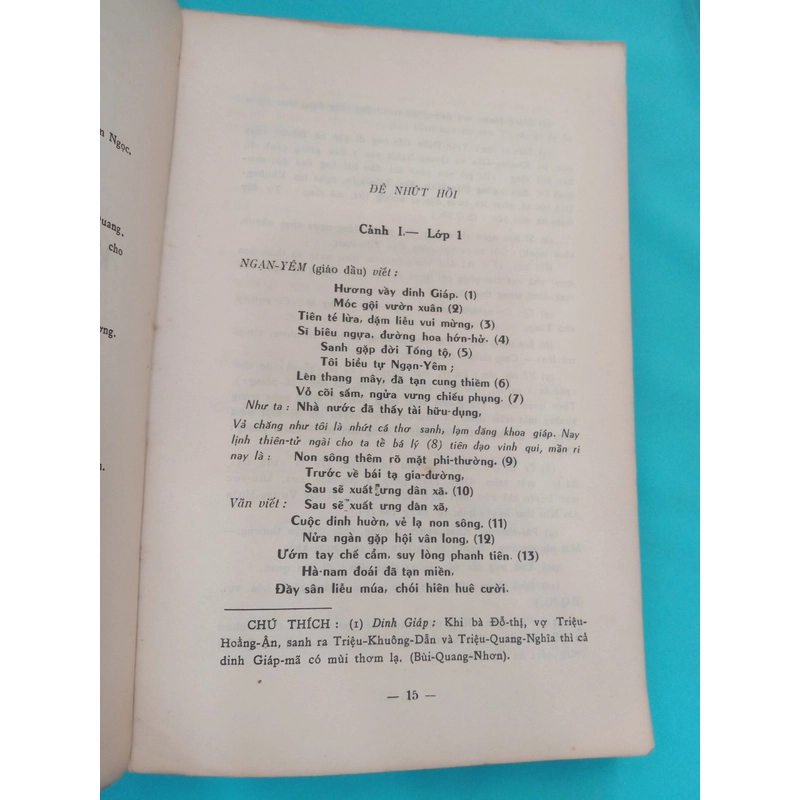 n Ngọc.
Quang,
cho
ơng.
ĐỆ NHỨT HỒI
Cảnh I.— Lớp 1
NGẠN-YÊM (giáo đầu) viết :
Hương vầy dinh Giáp. (1)
Móc gội vườn xuân (2)
Tiên té lừa, dặm liễu vui mừng, (3)
Sĩ biêu ngựa, đường hoa hớn-hở. (4)
Sanh gặp đời Tống tộ, (5)
Tôi biểu tự Ngạn-Yêm ;
Lên thang mây, đã tạn cung thiềm (6)
Vỗ cõi sấm, ngửa vưng chiếu phụng. (7)
Như ta : Nhà nước đã thấy tài hữu-dụng,
Vả chăng như tôi là nhứt cá thơ sanh, lạm đăng khoa giáp. Nay
lịnh thiên-tử ngài cho ta tề bá lý (8) tiên đạo vinh qui, mần rì
nay là : Non sông thêm rõ mặt phi-thường. (9)
Trước về bái tạ gia-đường,
Sau sẽ xuất ưng dân xã. (10)
Vãn viết : Sau sẽ xuất ưng dân xã,
Cuộc dinh huờn, vẻ lạ non sông. (11)
Nửa ngàn gặp hội vân long, (12)
Ướm tay chế cẩm, suy lòng phanh tiên. (13)
Hà-nam đoái đã tạn miền,
Đầy sân liễu múa, chói hiên huê cười.
CHÚ THÍCH : (1) Dinh Giáp : Khi bà Đỗ-thị, vợ Triệu-
Hoằng-Ân, sanh ra Triệu-Khuông-Dẫn và Triệu-Quang-Nghĩa thì cả
dinh Giáp-mã có mùi thơm lạ. (Bùi-Quang-Nhơn).
— 15 —